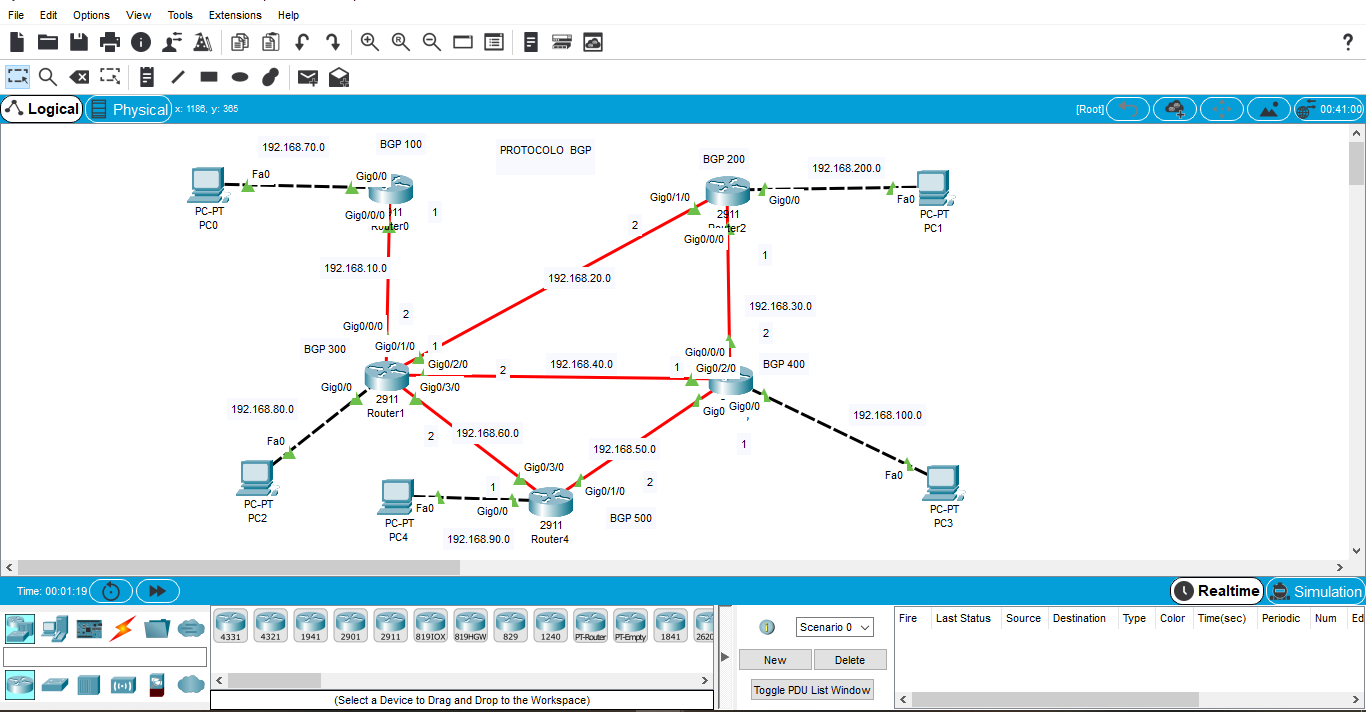 File Edit Options View Tools Extensions Help
Logical Physical x: 1186, y: 365 [Root] 00:41:00
192.168.70.0
BGP 100
PROTOCOLO BGP
BGP 200
192.168.200.0
Fa0
Gig0/0
Gig0/0/0
11
Router0
1
PC-PT
PC0
Gig0/1/0
2911
Router2
Gig0/0
Fa0
PC-PT
PC1
2
Gig0/0/0
1
192.168.10.0
192.168.20.0
192.168.30.0
2
Gig0/0/0
2
Gig0/1/0
1
BGP 300
Gig0/2/0
2
192.168.40.0
1
Gig0/0/0
Gig0/2/0
BGP 400
Gig0/0
Gig0/3/0
2911
Router1
Gig0
Gig0/0
192.168.80.0
192.168.100.0
Fa0
2
192.168.60.0
192.168.50.0
1
PC-PT
PC2
Gig0/3/0
1
Gig0/1/0
2
Fa0
PC-PT
PC3
Fa0
Gig0/0
PC-PT
PC4
2911
Router4
BGP 500
192.168.90.0
Time: 00:01:19
Realtime Simulation
4331 4321 1941 2901 2911 819IOX 819HGW 829 1240 PT-Router PT-Empty 1841 2620
(Select a Device to Drag and Drop to the Workspace)
Scenario 0
New Delete
Toggle PDU List Window
Fire Last Status Source Destination Type Color Time(sec) Periodic Num Ed